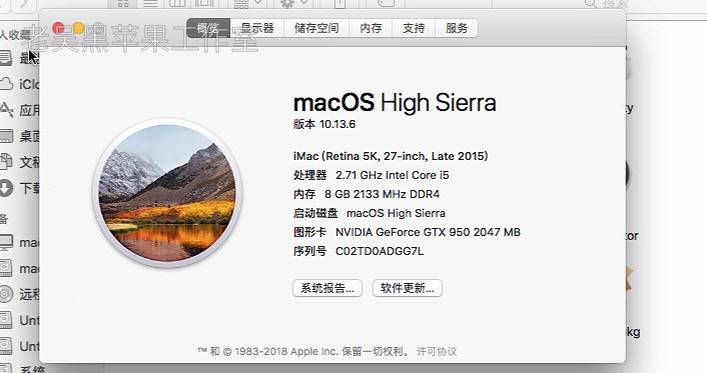 老吴黑苹果工作室
搜索
概览 显示器 储存空间 内存 支持 服务
人收藏
iClo
应用
桌面
文稿
下载
备
mac
mac
远程
Unt
Unt
系统
macOS High Sierra
版本 10.13.6
iMac (Retina 5K, 27-inch, Late 2015)
处理器 2.71 GHz Intel Core i5
内存 8 GB 2133 MHz DDR4
启动磁盘 macOS High Sierra
图形卡 NVIDIA GeForce GTX 950 2047 MB
序列号 C02TD0ADGG7L
系统报告... 软件更新...
™ 和 © 1983-2018 Apple Inc. 保留一切权利。 许可协议
ty
tor
kg